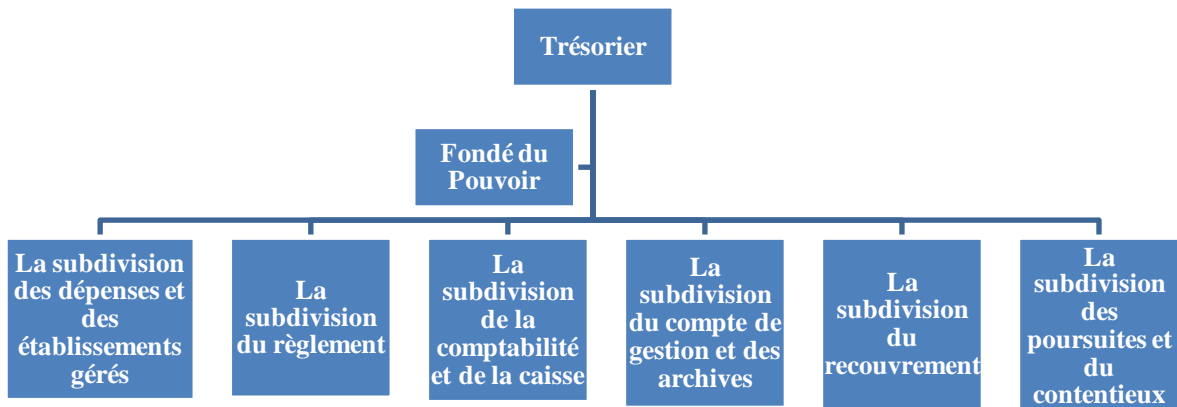 Trésorier
Fondé du
Pouvoir
La subdivision
des dépenses et
des
établissements
gérés
La
subdivision
du règlement
La
subdivision
de la
comptabilité
et de la caisse
La
subdivision
du compte de
gestion et des
archives
La
subdivision
du
recouvrement
La
subdivision
des
poursuites et
du
contentieux